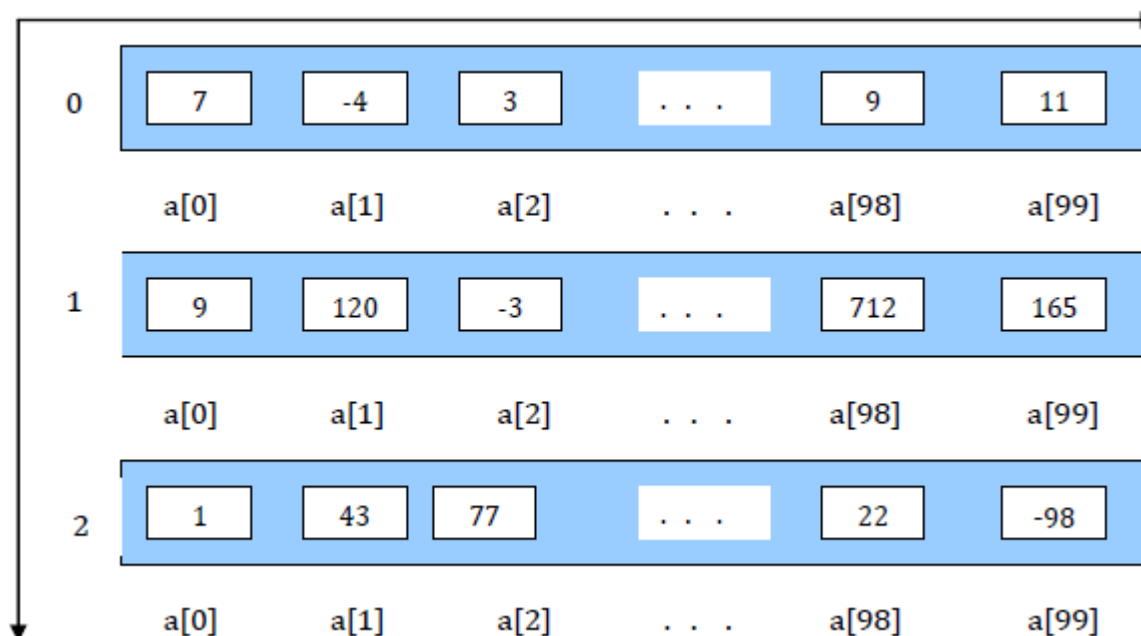 0 7 -4 3 . . . 9 11
a[0] a[1] a[2] . . . a[98] a[99]
1 9 120 -3 . . . 712 165
a[0] a[1] a[2] . . . a[98] a[99]
2 1 43 77 . . . 22 -98
a[0] a[1] a[2] . . . a[98] a[99]